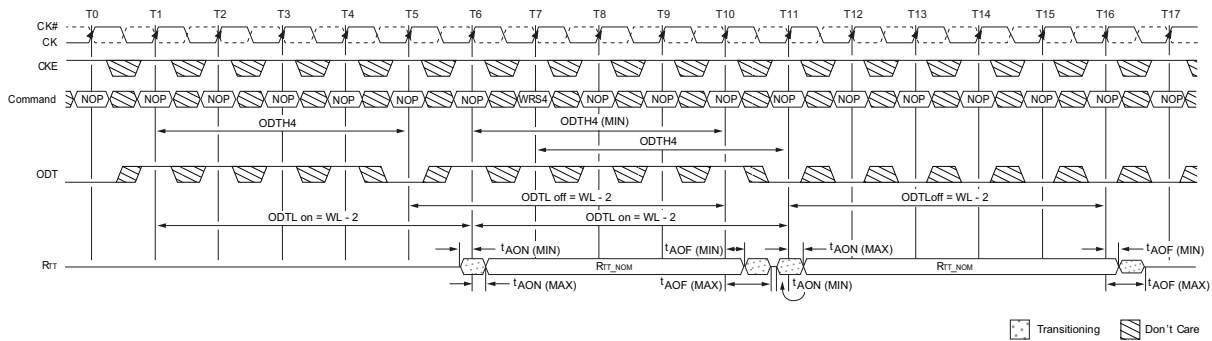 T0 T1 T2 T3 T4 T5 T6 T7 T8 T9 T10 T11 T12 T13 T14 T15 T16 T17
CK#
CK
CKE
Command NOP NOP NOP NOP NOP NOP NOP WRS4 NOP NOP NOP NOP NOP NOP NOP NOP NOP NOP
ODTH4 ODTH4 (MIN)
ODTH4
ODT
ODTL off = WL - 2 ODTLoff = WL - 2
ODTL on = WL - 2 ODTL on = WL - 2
tAON (MIN) tAOF (MIN) tAON (MAX) tAOF (MIN)
RTT RTT_NOM RTT_NOM
tAON (MAX) tAOF (MAX) tAON (MIN) tAOF (MAX)
Transitioning Don't Care